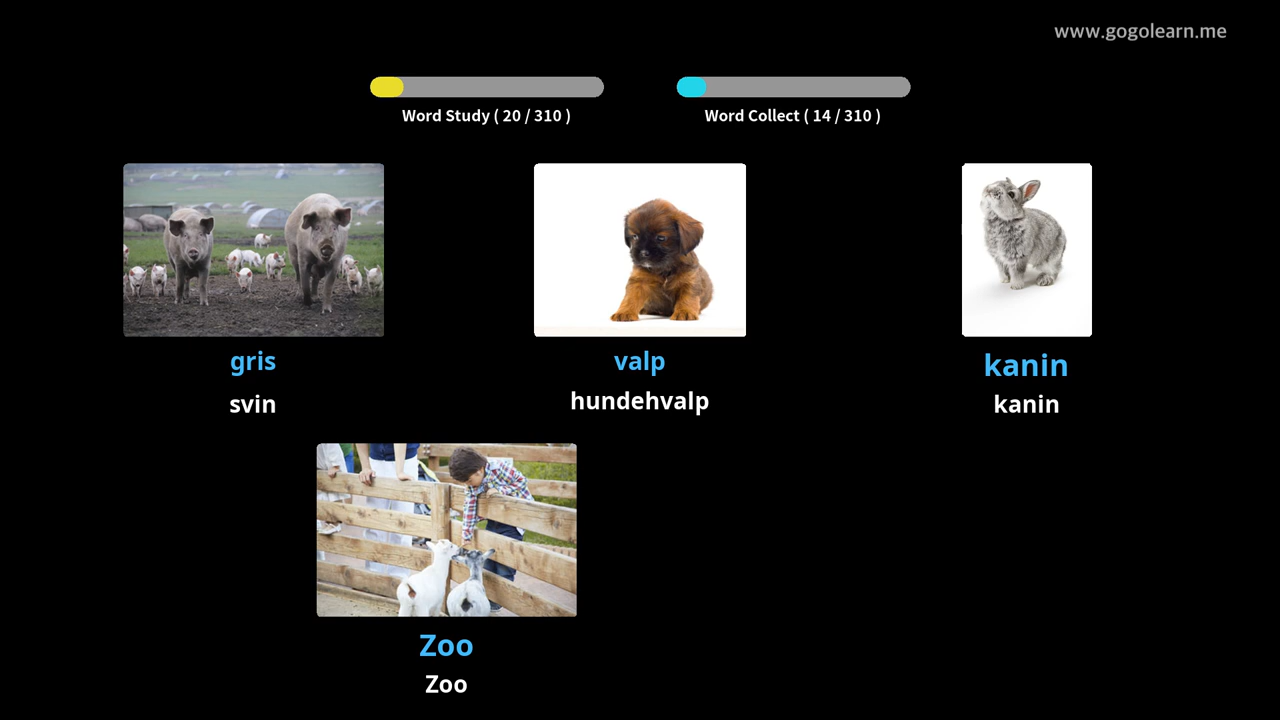 www.gogolearn.me
Word Study ( 20 / 310 )
Word Collect ( 14 / 310 )
gris
svin
valp
hundehvalp
kanin
kanin
Zoo
Zoo